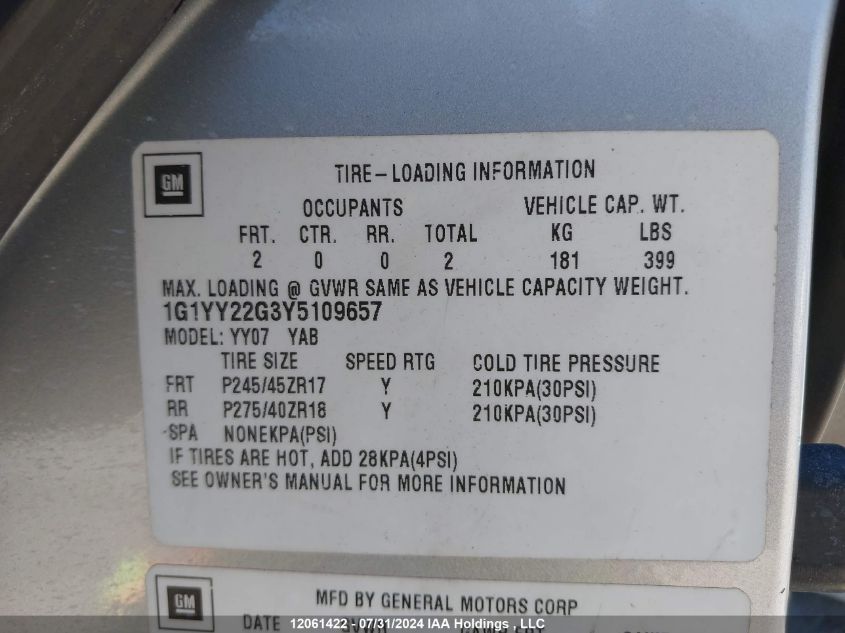 GM
TIRE-LOADING INFORMATION
OCCUPANTS VEHICLE CAP. WT.
FRT. CTR. RR. TOTAL KG LBS
2 0 0 2 181 399
MAX. LOADING @ GVWR SAME AS VEHICLE CAPACITY WEIGHT.
1G1YY22G3Y5109657
MODEL: YY07 YAB
TIRE SIZE SPEED RTG COLD TIRE PRESSURE
FRT P245/45ZR17 Y 210KPA(30PSI)
RR P275/40ZR18 Y 210KPA(30PSI)
SPA NONEKPA(PSI)
IF TIRES ARE HOT, ADD 28KPA(4PSI)
SEE OWNER'S MANUAL FOR MORE INFORMATION
GM
MFD BY GENERAL MOTORS CORP
DATE GVWR
12061422 - 07/31/2024 IAA Holdings , LLC